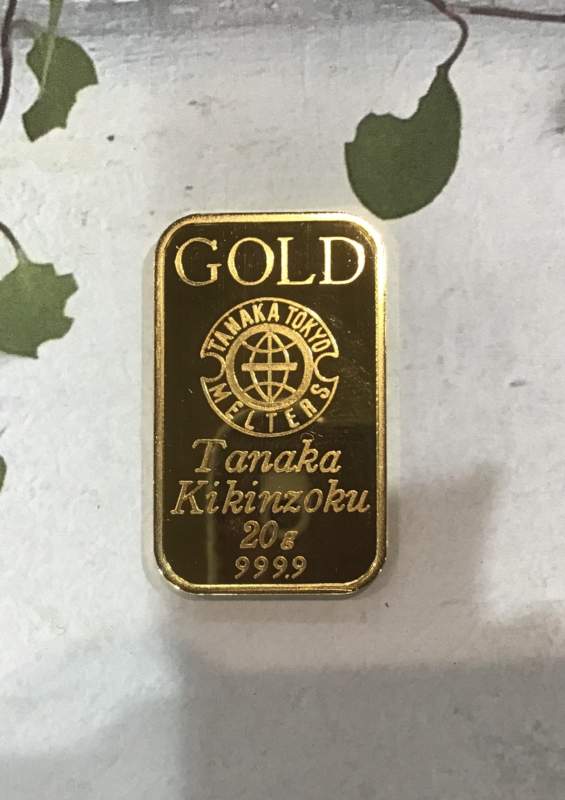 GOLD
TANAKA TOKYO
MELTERS
Tanaka
Kikinzoku
20g
999.9